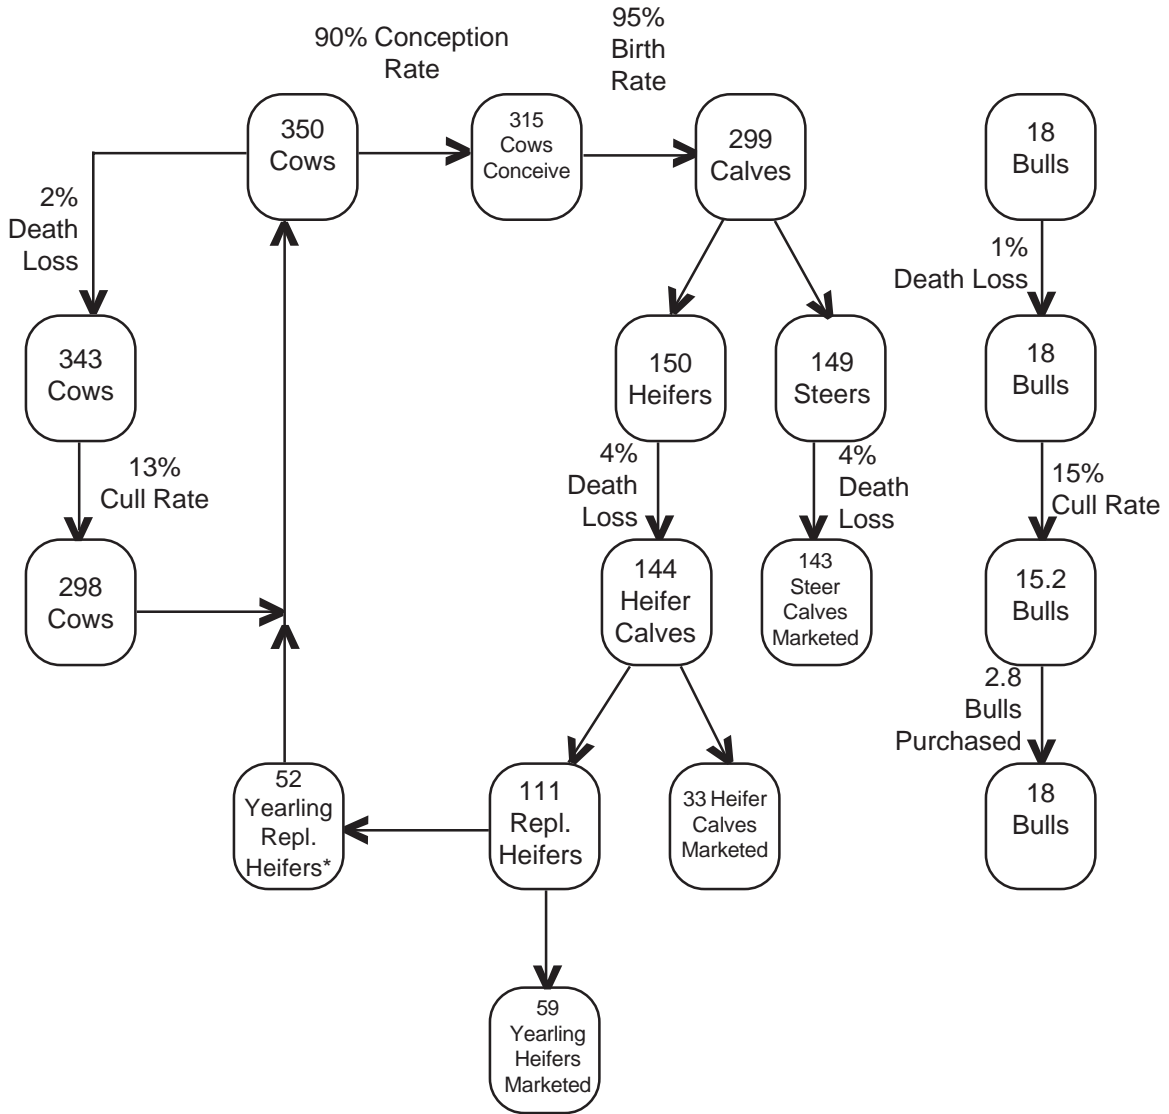 90% Conception
Rate
95%
Birth
Rate
350
Cows
315
Cows
Conceive
299
Calves
18
Bulls
2%
Death
Loss
1%
Death Loss
343
Cows
150
Heifers
149
Steers
18
Bulls
13%
Cull Rate
4%
Death
Loss
4%
Death
Loss
15%
Cull Rate
298
Cows
144
Heifer
Calves
143
Steer
Calves
Marketed
15.2
Bulls
2.8
Bulls
Purchased
52
Yearling
Repl.
Heifers*
111
Repl.
Heifers
33 Heifer
Calves
Marketed
18
Bulls
59
Yearling
Heifers
Marketed